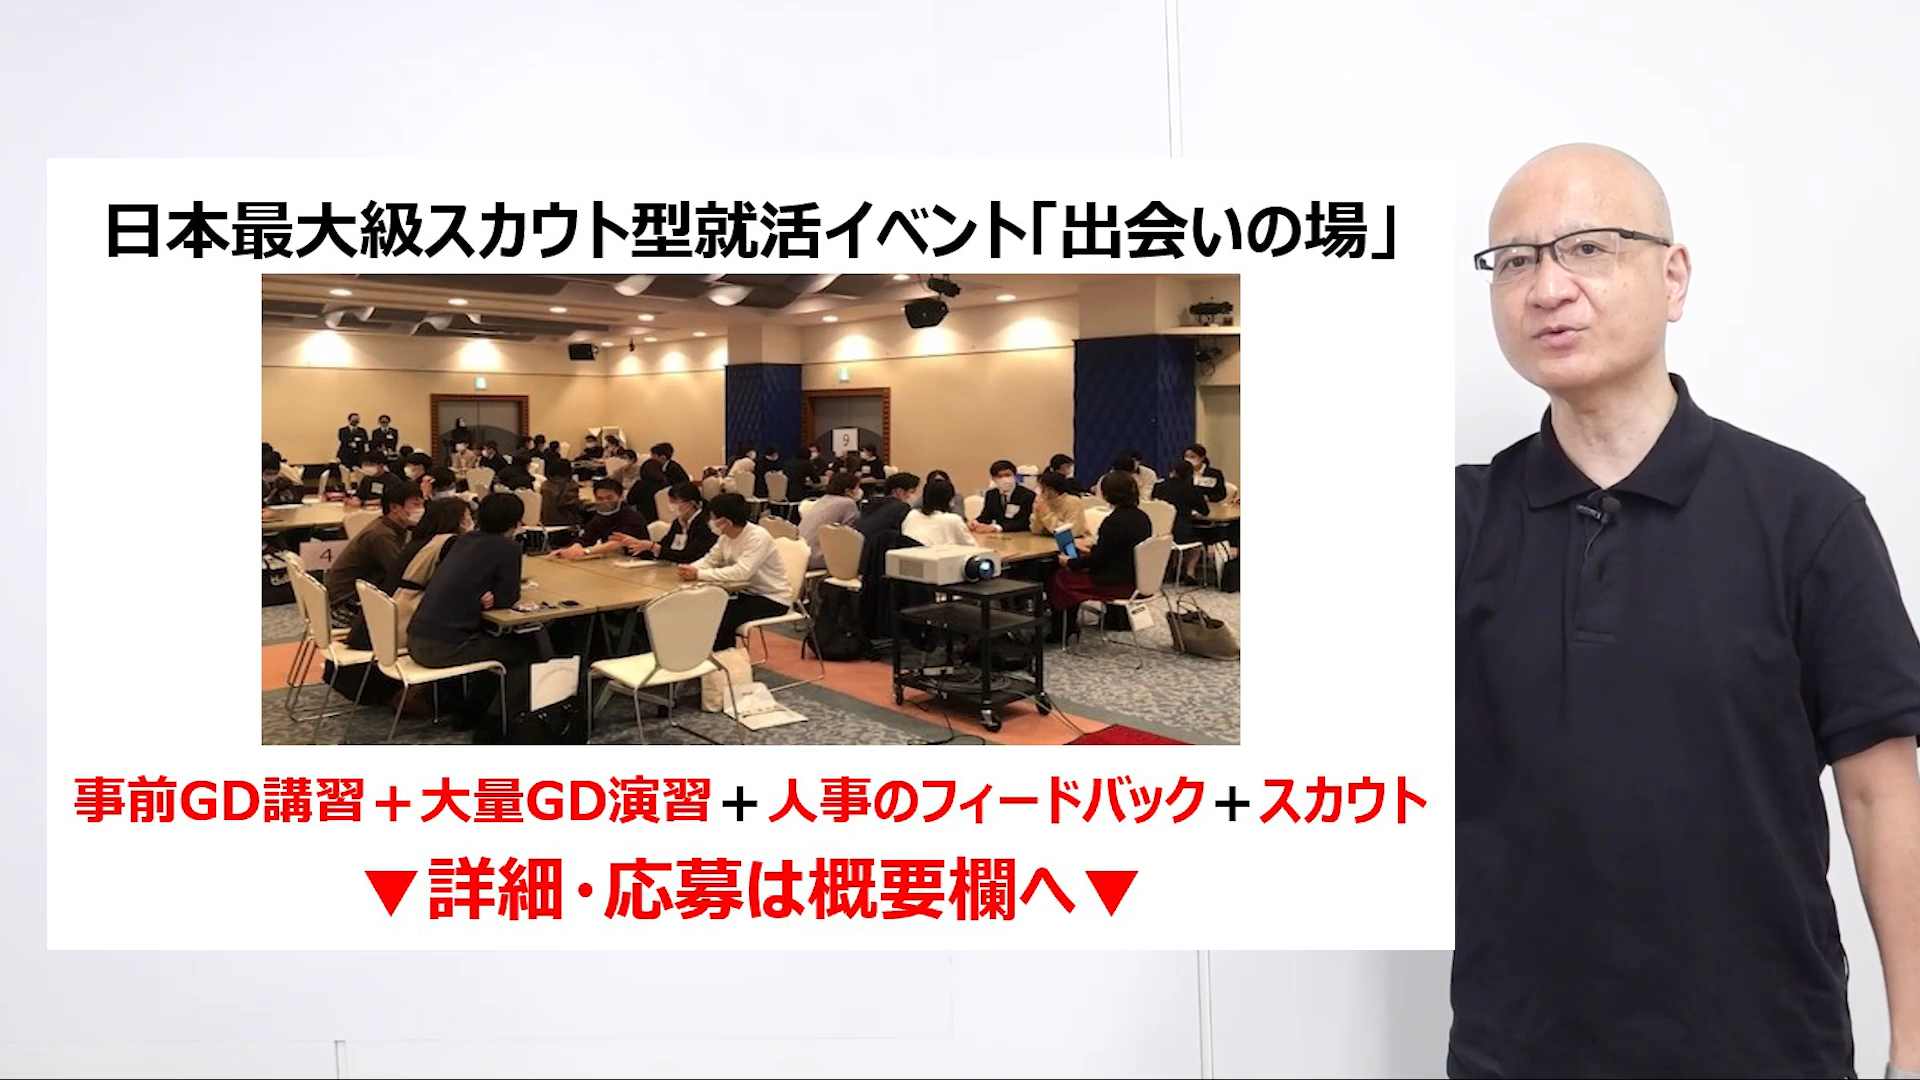 日本最大級スカウト型就活イベント「出会いの場」
9
4
事前GD講習＋大量GD演習＋人事のフィードバック＋スカウト
▼詳細・応募は概要欄へ▼